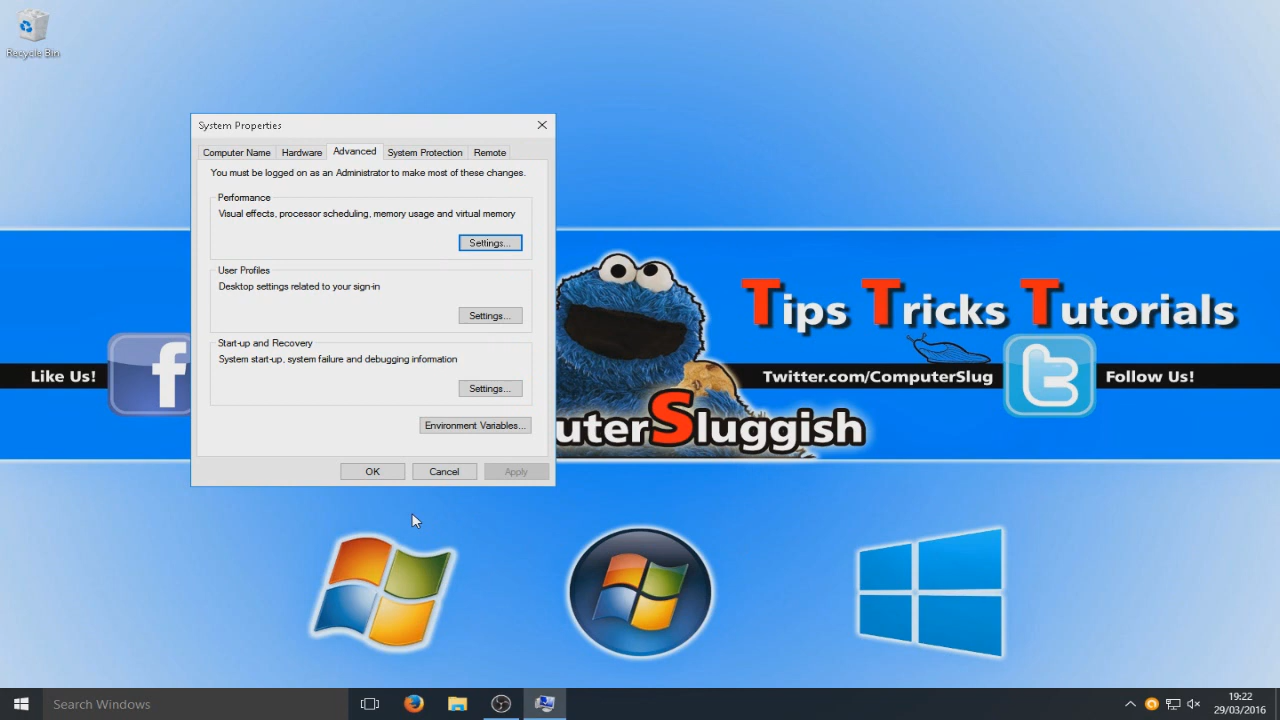 Recycle Bin
System Properties
Computer Name Hardware Advanced System Protection Remote
You must be logged on as an Administrator to make most of these changes.
Performance
Visual effects, processor scheduling, memory usage and virtual memory
Settings...
User Profiles
Desktop settings related to your sign-in
Settings...
Start-up and Recovery
System start-up, system failure and debugging information
Settings...
Environment Variables...
OK Cancel Apply
Tips Tricks Tutorials
Like Us!
Twitter.com/ComputerSlug
Follow Us!
uterSluggish
Search Windows
19:22
29/03/2016